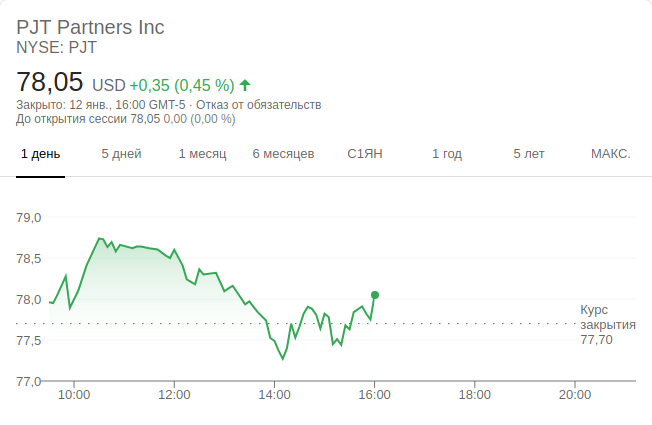 PJT Partners Inc
NYSE: PJT
78,05 USD +0,35 (0,45 %)
Закрыто: 12 янв., 16:00 GMT-5 · Отказ от обязательств
До открытия сессии 78,05 0,00 (0,00 %)
1 день 5 дней 1 месяц 6 месяцев С1ЯН 1 год 5 лет МАКС.
79,0
78,5
78,0
Курс
закрытия
77,70
77,5
77,0
10:00 12:00 14:00 16:00 18:00 20:00